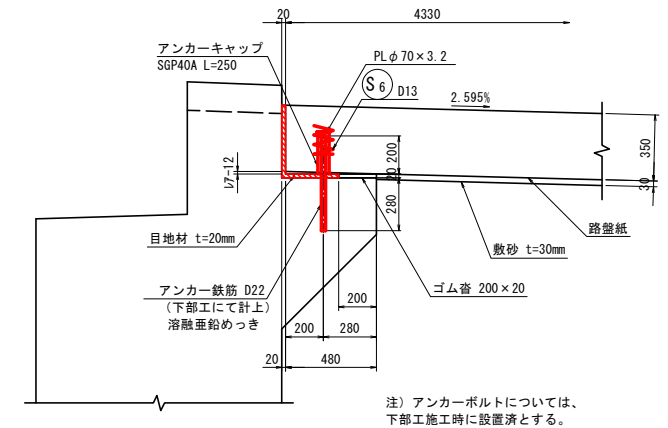 20
4330
アンカーキャップ
SGP40A L=250
PLφ70×3.2
S6
D13
2.595%
200
350
ﾚｱ-12
20
30
280
目地材 t=20mm
路盤紙
敷砂 t=30mm
アンカー鉄筋 D22
(下部工にて計上)
溶融亜鉛めっき
200
ゴム沓 200×20
200
280
20
480
注) アンカーボルトについては、
下部工施工時に設置済とする。